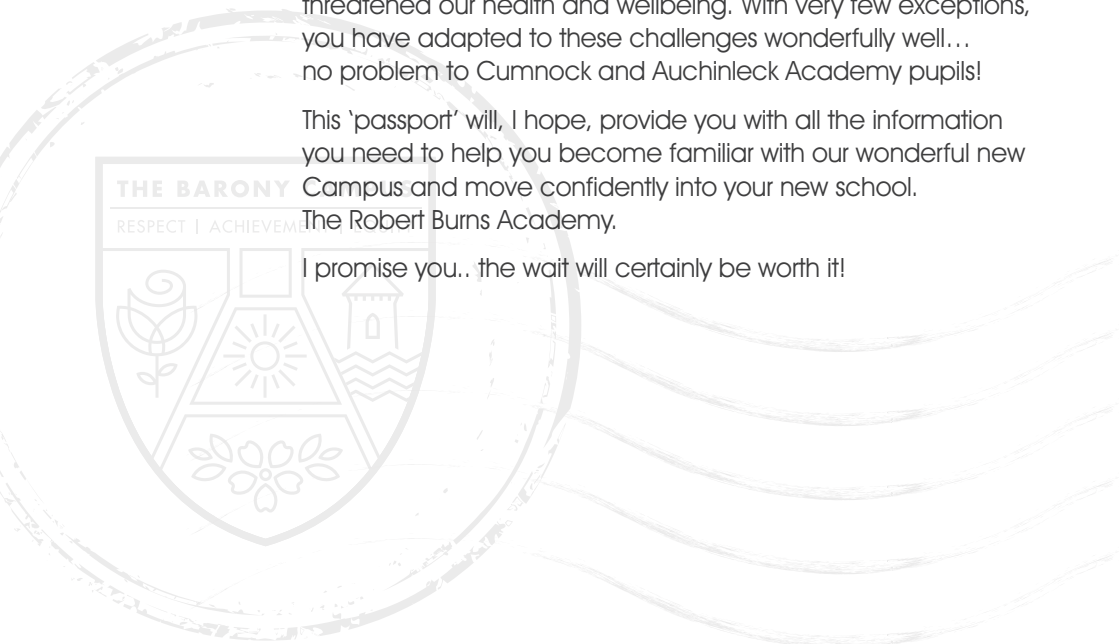 threatened our health and wellbeing. With very few exceptions,
you have adapted to these challenges wonderfully well…
no problem to Cumnock and Auchinleck Academy pupils!
This ‘passport’ will, I hope, provide you with all the information
you need to help you become familiar with our wonderful new
Campus and move confidently into your new school.
The Robert Burns Academy.
I promise you.. the wait will certainly be worth it!
THE BARONY
RESPECT | ACHIEVEMENT